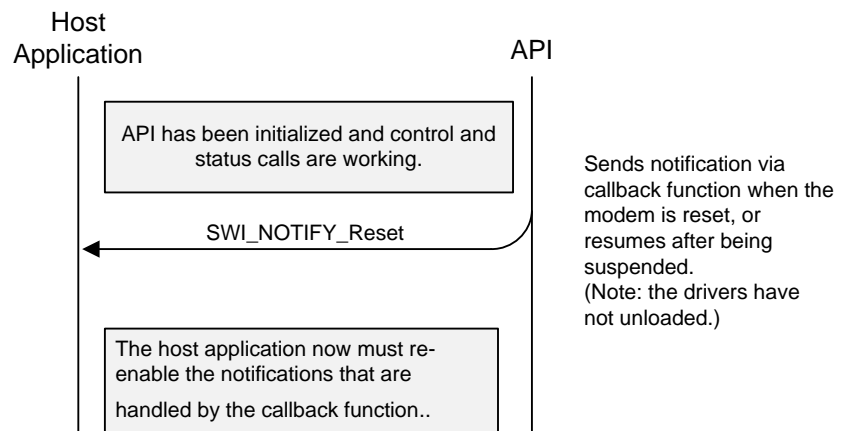 Host
Application
API
API has been initialized and control and
status calls are working.
Sends notification via
callback function when the
modem is reset, or
resumes after being
suspended.
(Note: the drivers have
not unloaded.)
SWI_NOTIFY_Reset
The host application now must re-
enable the notifications that are
handled by the callback function..